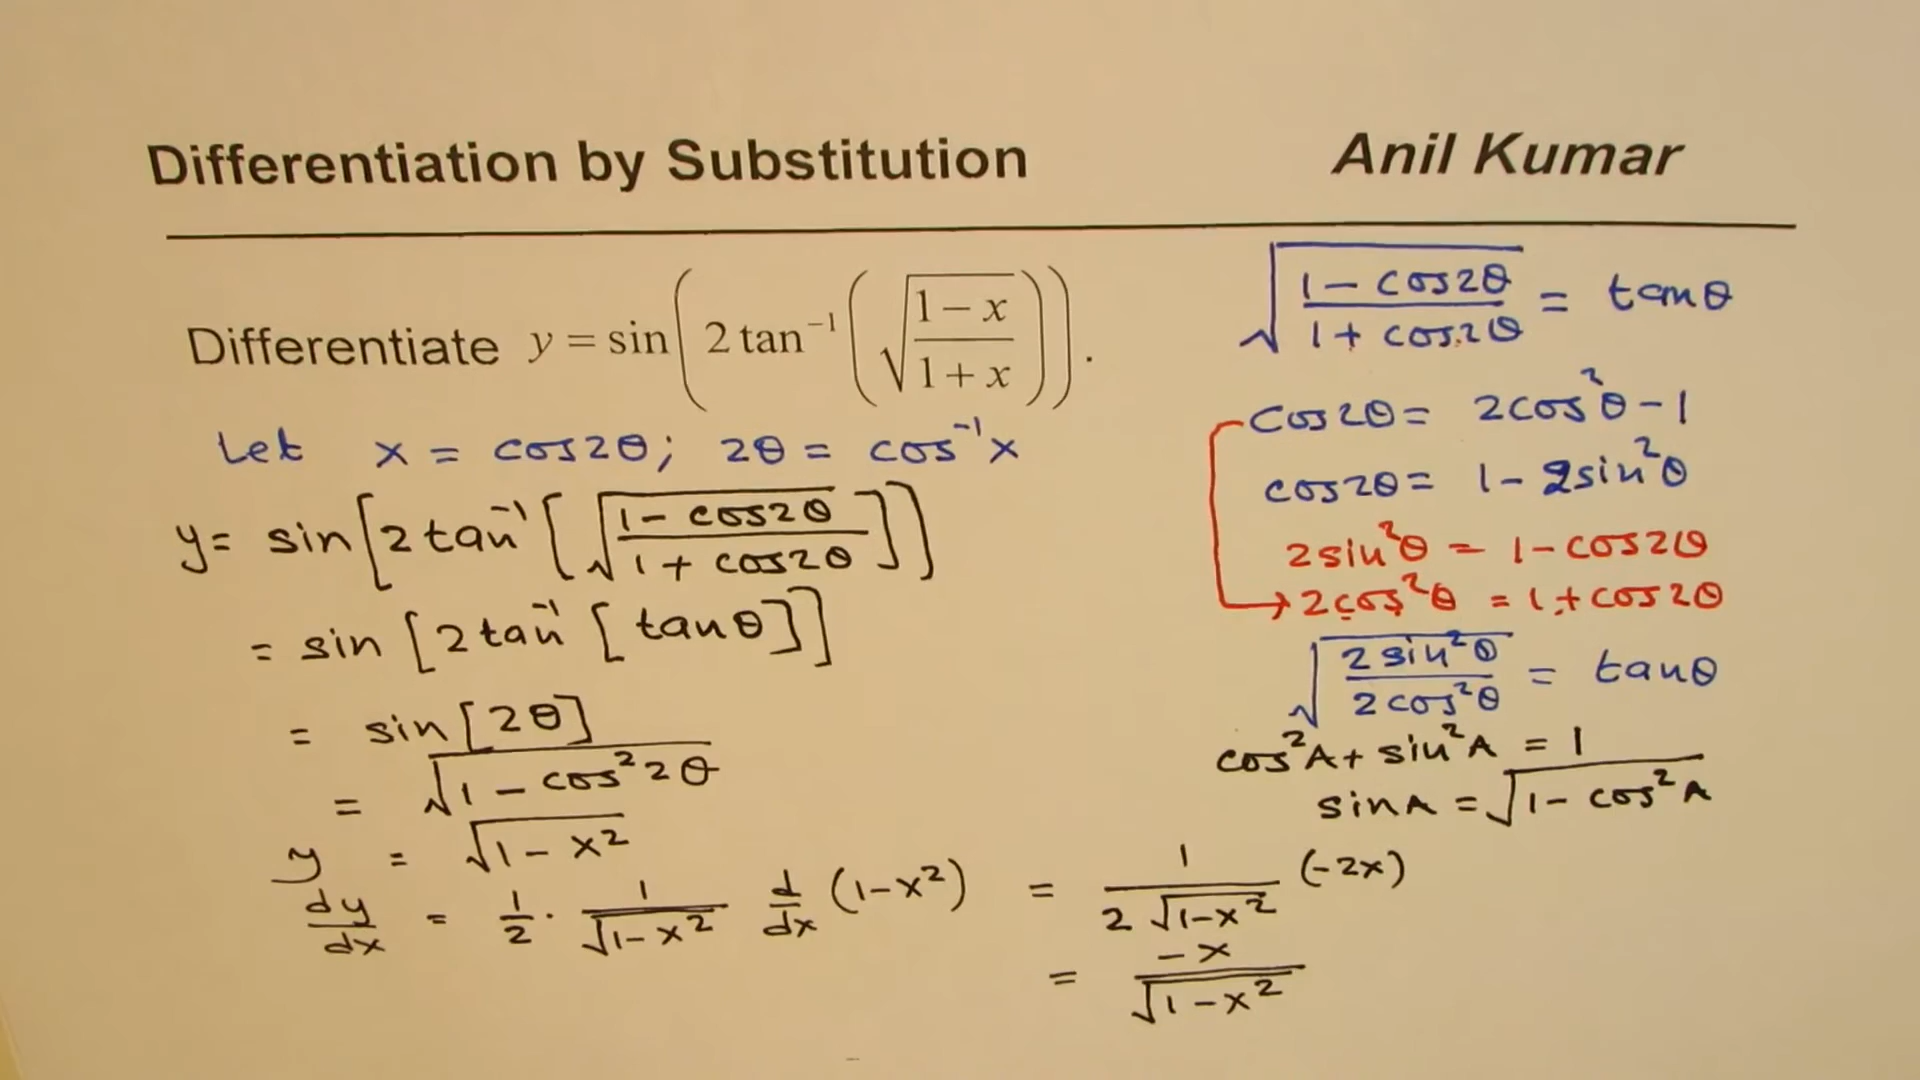 Differentiation by Substitution
Anil Kumar
Differentiate y = sin(2 tan⁻¹(√((1 − x)/(1 + x)))).
Let x = cos2θ; 2θ = cos⁻¹x
y = sin[2 tan⁻¹[√((1 − cos2θ)/(1 + cos2θ))]]
= sin [2 tan⁻¹ [tanθ]]
= sin [2θ]
= √(1 − cos²2θ)
y = √(1 − x²)
dy/dx = 1/2 · 1/√(1−x²) d/dx (1−x²) = 1/(2√(1−x²)) (−2x)
= −x/√(1−x²)
√((1 − cos2θ)/(1 + cos2θ)) = tanθ
cos2θ = 2cos²θ − 1
cos2θ = 1 − 2sin²θ
2sin²θ = 1 − cos2θ
→ 2cos²θ = 1 + cos2θ
√(2sin²θ/2cos²θ) = tanθ
cos²A + sin²A = 1
sinA = √(1 − cos²A)